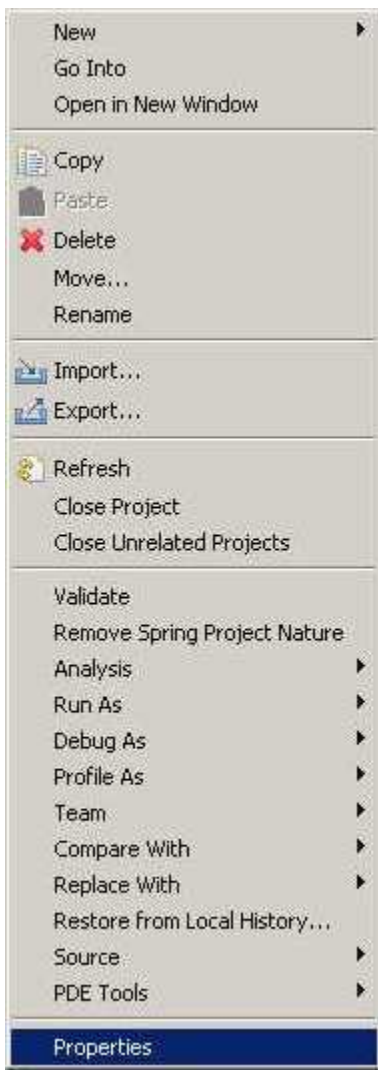 New
Go Into
Open in New Window
Copy
Paste
Delete
Move...
Rename
Import...
Export...
Refresh
Close Project
Close Unrelated Projects
Validate
Remove Spring Project Nature
Analysis
Run As
Debug As
Profile As
Team
Compare With
Replace With
Restore from Local History...
Source
PDE Tools
Properties